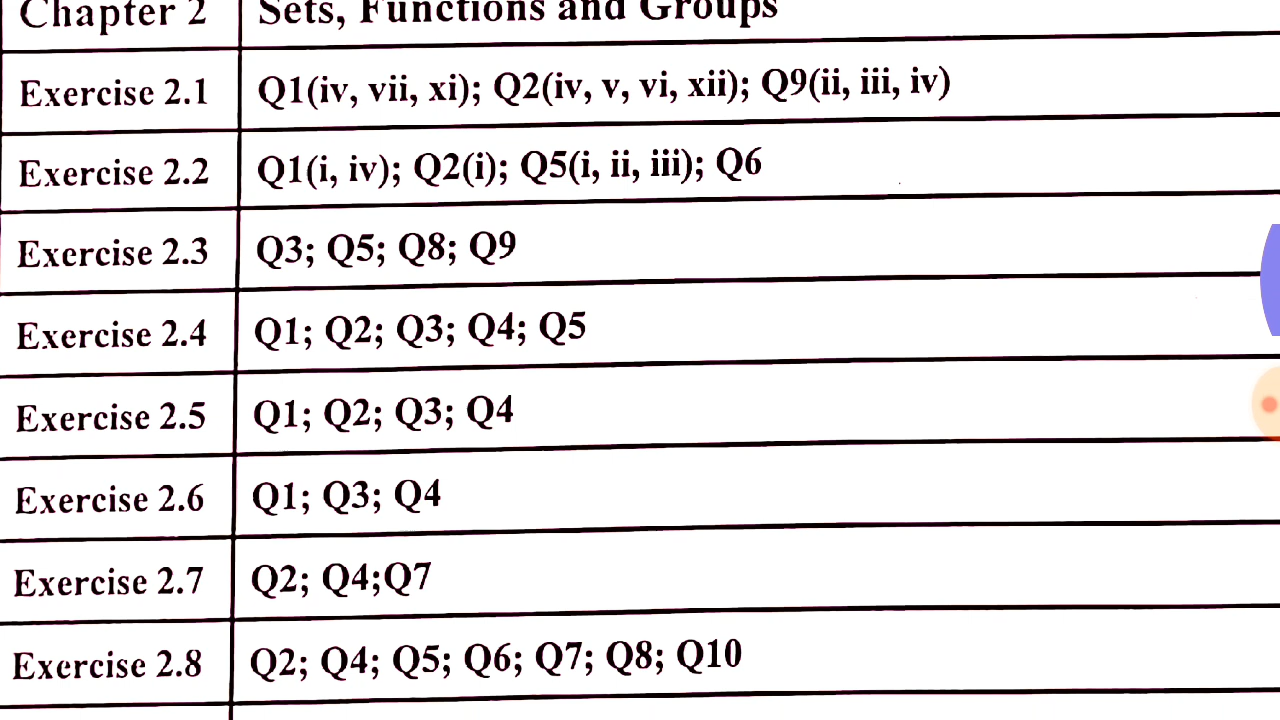 Chapter 2 Sets, Functions and Groups
Exercise 2.1 Q1(iv, vii, xi); Q2(iv, v, vi, xii); Q9(ii, iii, iv)
Exercise 2.2 Q1(i, iv); Q2(i); Q5(i, ii, iii); Q6
Exercise 2.3 Q3; Q5; Q8; Q9
Exercise 2.4 Q1; Q2; Q3; Q4; Q5
Exercise 2.5 Q1; Q2; Q3; Q4
Exercise 2.6 Q1; Q3; Q4
Exercise 2.7 Q2; Q4;Q7
Exercise 2.8 Q2; Q4; Q5; Q6; Q7; Q8; Q10